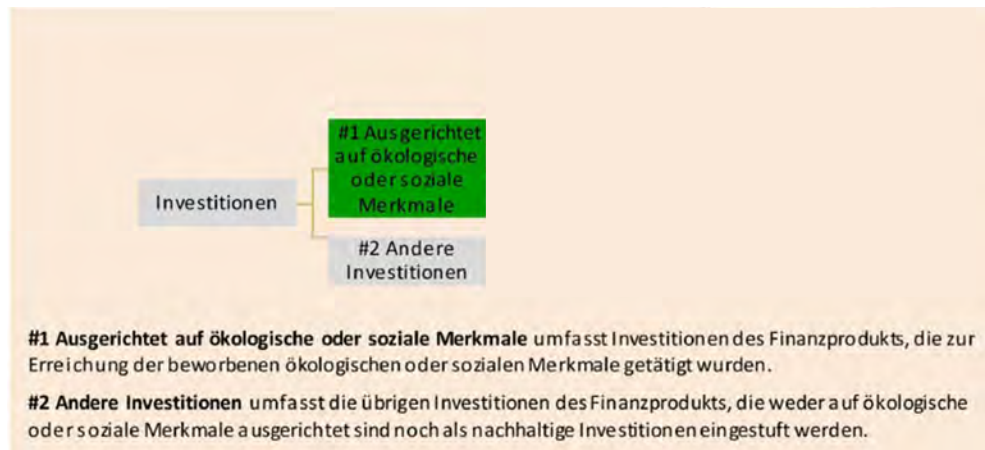 #1 Ausgerichtet
auf ökologische
oder soziale
Merkmale
Investitionen
#2 Andere
Investitionen
#1 Ausgerichtet auf ökologische oder soziale Merkmale umfasst Investitionen des Finanzprodukts, die zur
Erreichung der beworbenen ökologischen oder sozialen Merkmale getätigt wurden.
#2 Andere Investitionen umfasst die übrigen Investitionen des Finanzprodukts, die weder auf ökologische
oder soziale Merkmale ausgerichtet sind noch als nachhaltige Investitionen eingestuft werden.